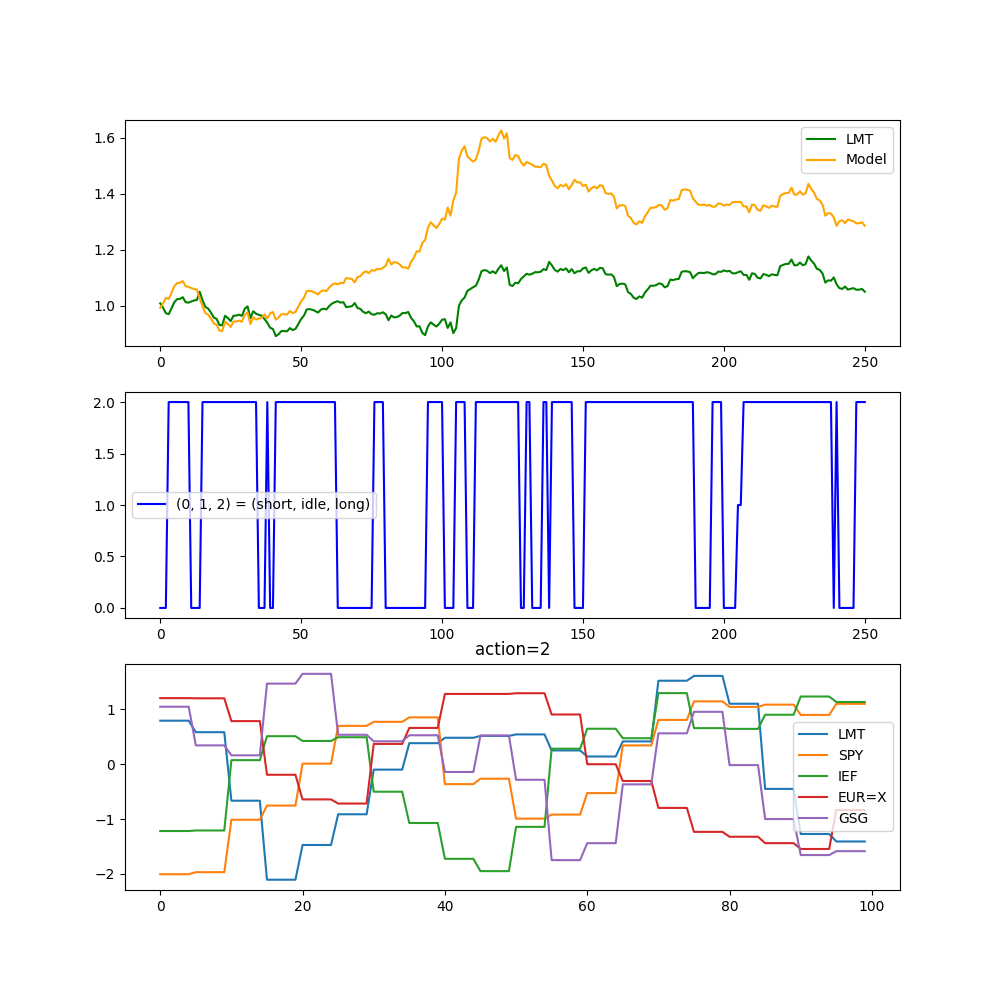 1.6
1.4
1.2
1.0
LMT
Model
0 50 100 150 200 250
2.0
1.5
1.0
0.5
0.0
(0, 1, 2) = (short, idle, long)
0 50 100 150 200 250
action=2
1
0
−1
−2
LMT
SPY
IEF
EUR=X
GSG
0 20 40 60 80 100